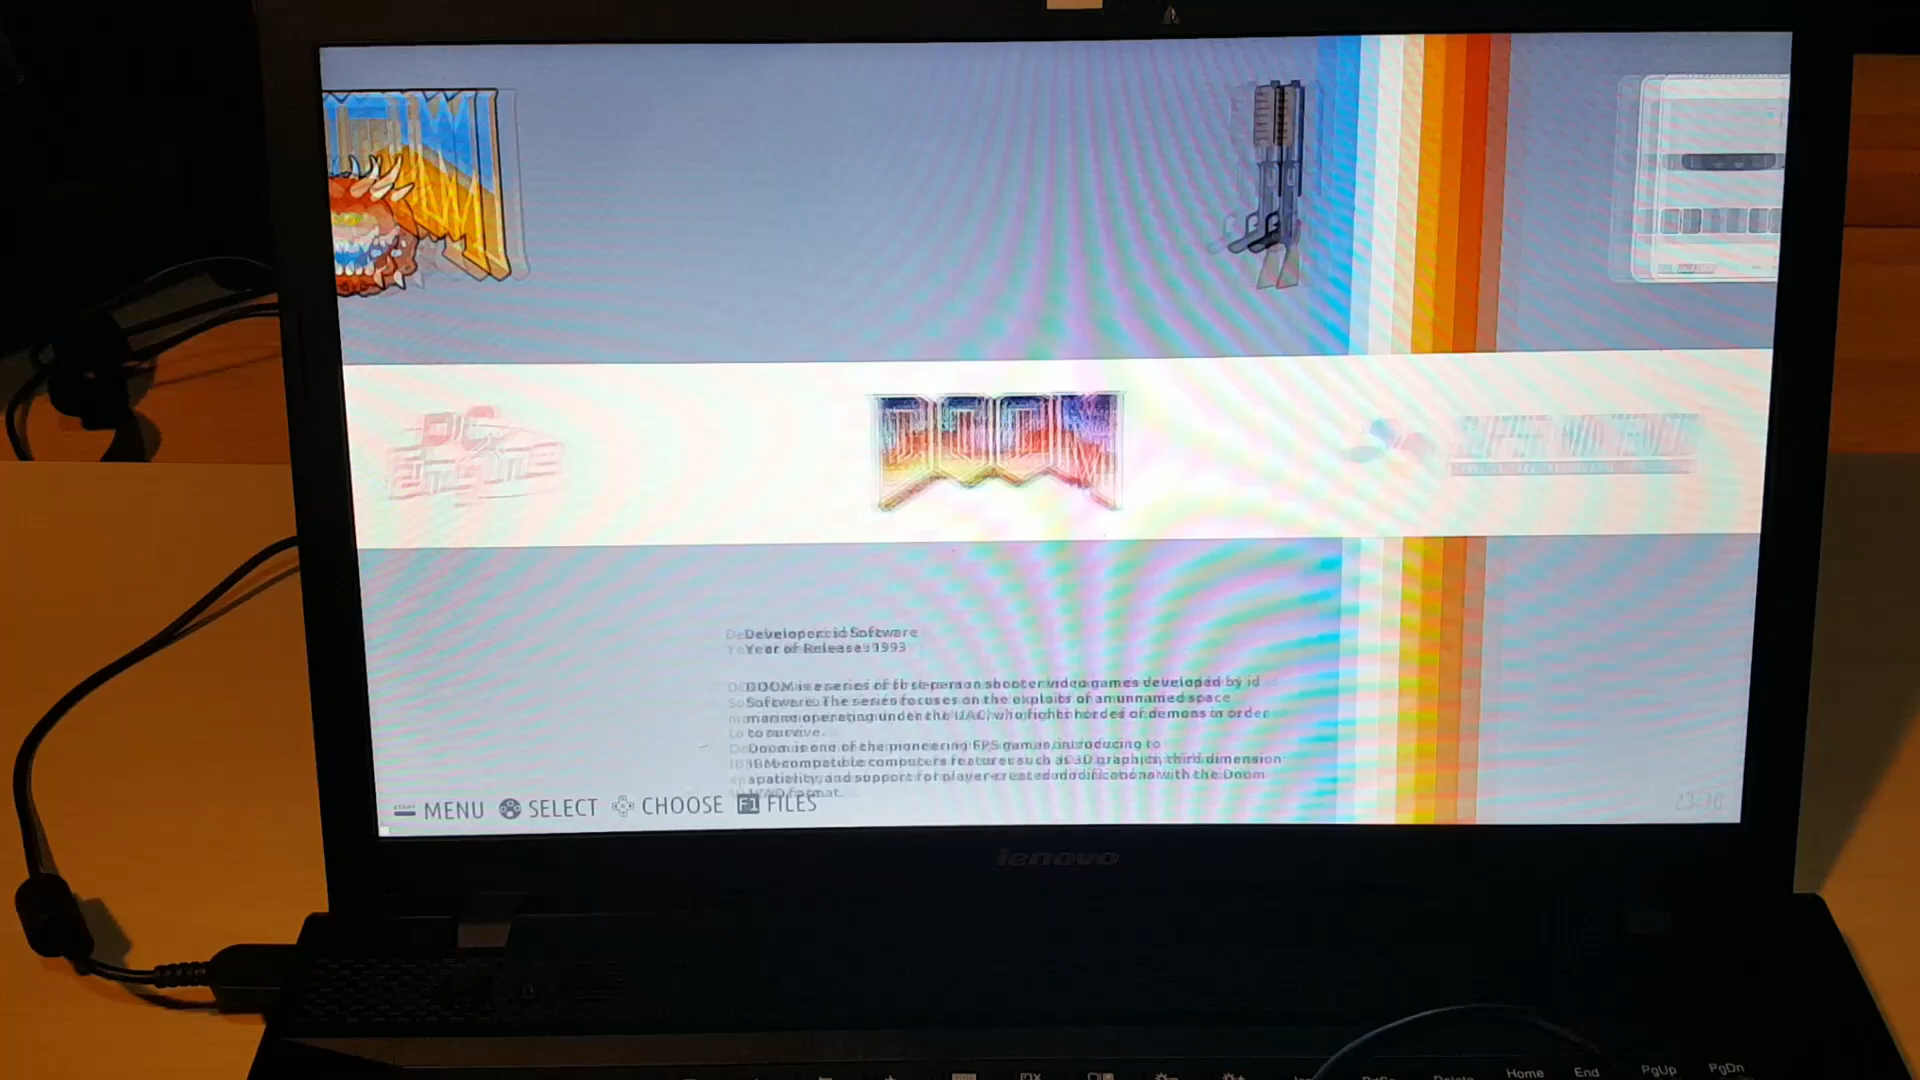 DOOM
Developer: id Software
Year of Release: 1993
DOOM is a series of first-person shooter video games developed by id
Software. The series focuses on the exploits of an unnamed space
marine operating under the UAC, who fights hordes of demons in order
to survive.
Doom is one of the pioneering FPS games, introducing to
IBM-compatible computers features such as 3D graphics, third dimension
spatiality, and support for player-created modifications with the Doom
WAD format.
START MENU SELECT CHOOSE F1 FILES
lenovo
Home End PgUp PgDn